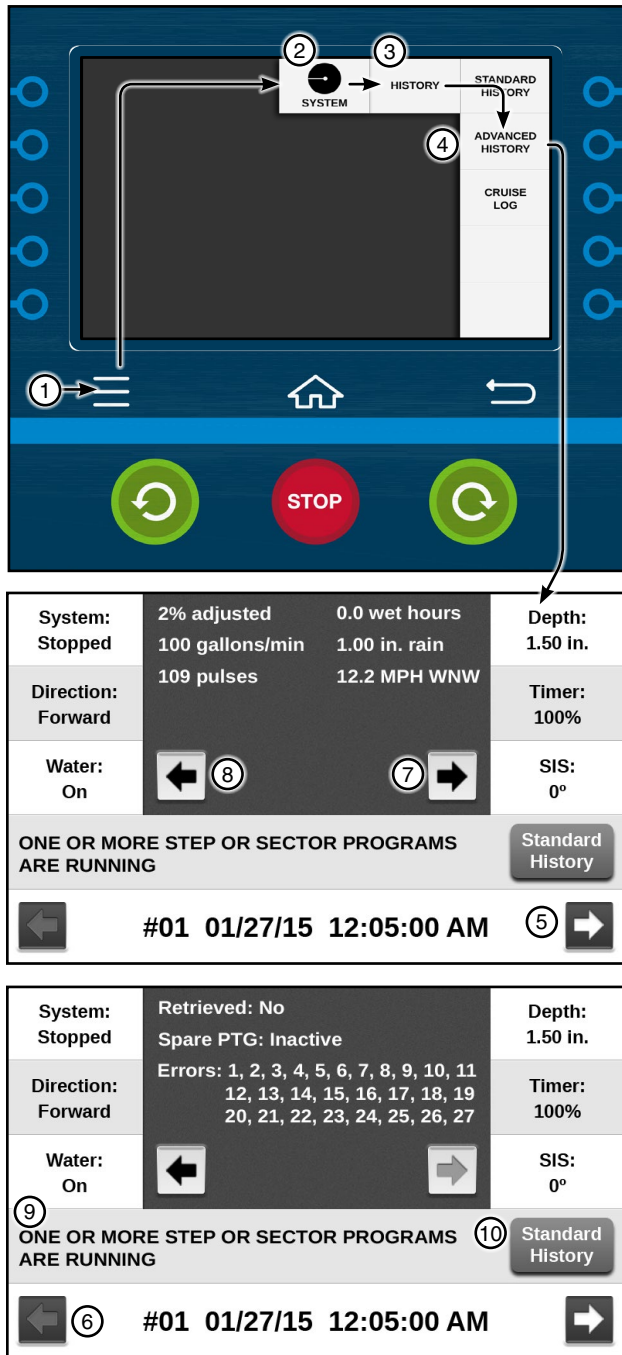 2
3
SYSTEM
HISTORY
STANDARD
HISTORY
4
ADVANCED
HISTORY
CRUISE
LOG
1
STOP
System:
Stopped
2% adjusted
0.0 wet hours
100 gallons/min
1.00 in. rain
109 pulses
12.2 MPH WNW
Depth:
1.50 in.
Direction:
Forward
Timer:
100%
Water:
On
8
7
SIS:
0º
ONE OR MORE STEP OR SECTOR PROGRAMS
ARE RUNNING
Standard
History
#01 01/27/15 12:05:00 AM
5
System:
Stopped
Retrieved: No
Spare PTG: Inactive
Errors: 1, 2, 3, 4, 5, 6, 7, 8, 9, 10, 11
12, 13, 14, 15, 16, 17, 18, 19
20, 21, 22, 23, 24, 25, 26, 27
Depth:
1.50 in.
Direction:
Forward
Timer:
100%
Water:
On
SIS:
0º
9
ONE OR MORE STEP OR SECTOR PROGRAMS
ARE RUNNING
10
Standard
History
6
#01 01/27/15 12:05:00 AM